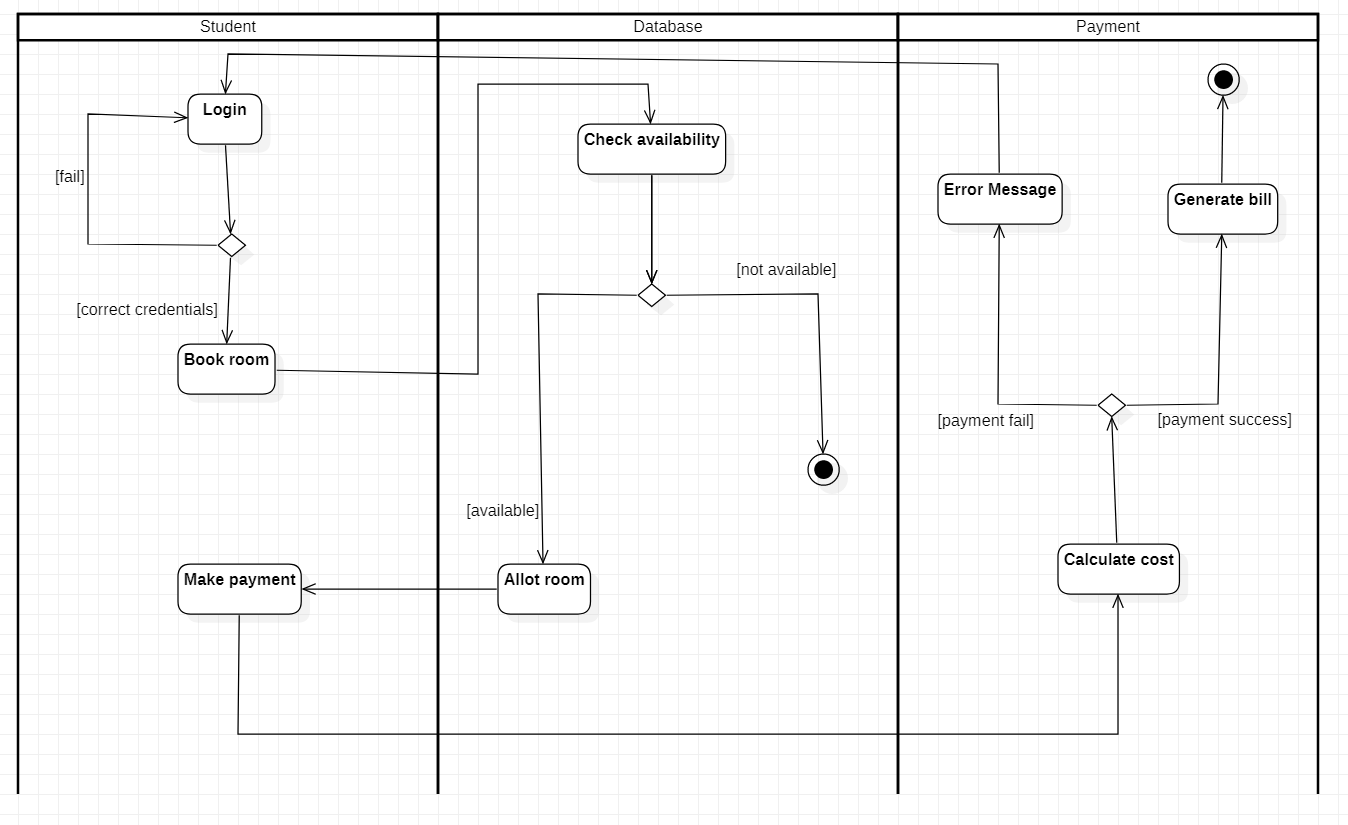 Student
Database
Payment
Login
[fail]
[correct credentials]
Book room
Make payment
Check availability
[not available]
[available]
Allot room
Error Message
Generate bill
[payment fail]
[payment success]
Calculate cost